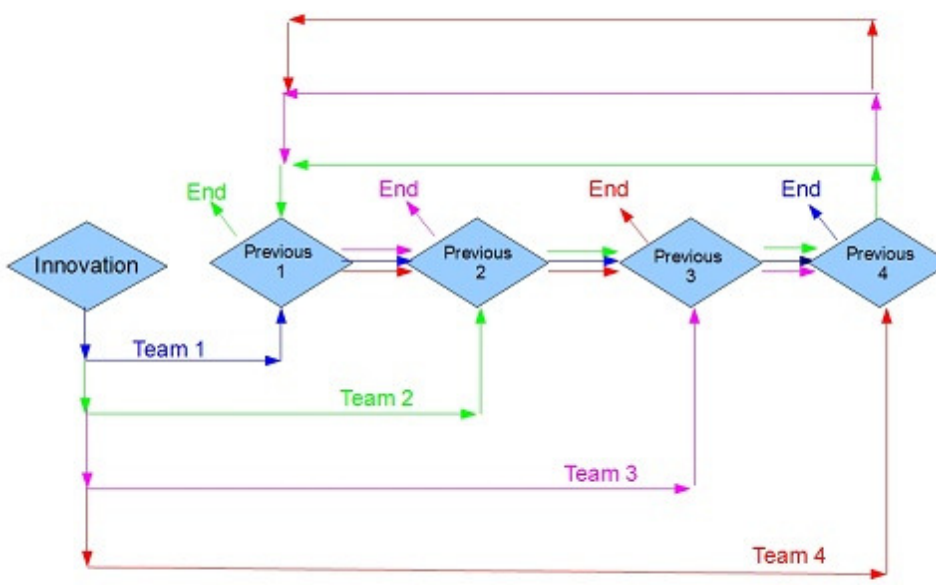 End
End
End
End
Innovation
Previous
1
Previous
2
Previous
3
Previous
4
Team 1
Team 2
Team 3
Team 4